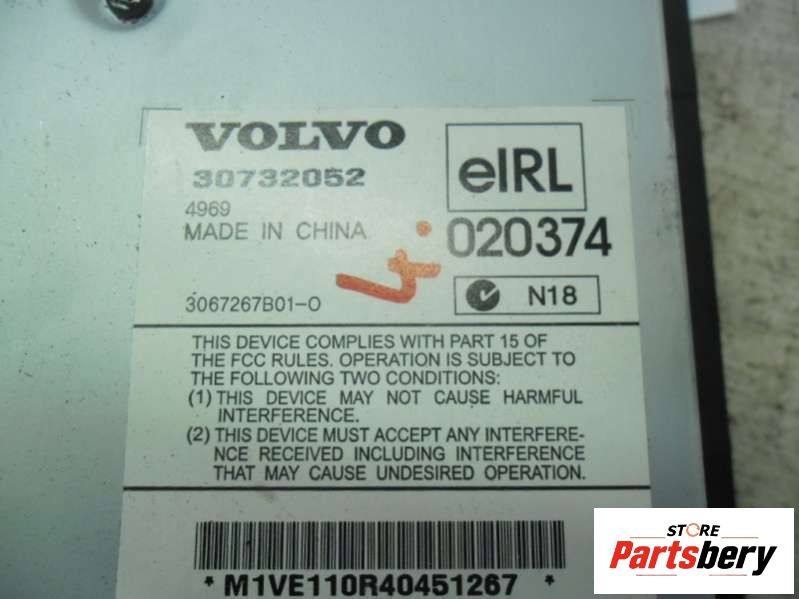 VOLVO
30732052
4969
MADE IN CHINA
3067267B01-O
eIRL
020374
N18
THIS DEVICE COMPLIES WITH PART 15 OF
THE FCC RULES. OPERATION IS SUBJECT TO
THE FOLLOWING TWO CONDITIONS:
(1) THIS DEVICE MAY NOT CAUSE HARMFUL
INTERFERENCE.
(2) THIS DEVICE MUST ACCEPT ANY INTERFERE-
NCE RECEIVED INCLUDING INTERFERENCE
THAT MAY CAUSE UNDESIRED OPERATION.
* M1VE110R40451267 *
STORE
Partsbery